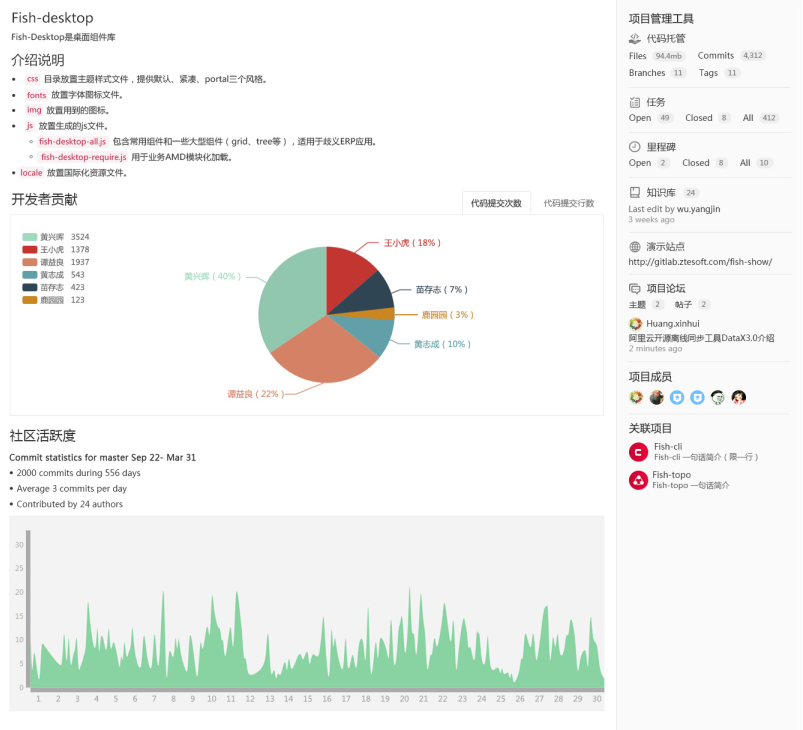 Fish-desktop
Fish-Desktop是桌面组件库
介绍说明
• css 目录放置主题样式文件，提供默认、紧凑、portal三个风格。
• fonts 放置字体图标文件。
• img 放置用到的图标。
• js 放置生成的js文件。
◦ fish-desktop-all.js 包含常用组件和一些大型组件（grid、tree等），适用于歧义ERP应用。
◦ fish-desktop-require.js 用于业务AMD模块化加载。
• locale 放置国际化资源文件。
开发者贡献
代码提交次数 代码提交行数
黄兴晖 3524
王小虎 1378
谭益良 1937
黄志成 543
苗存志 423
鹿园园 123
王小虎（18%）
黄兴晖（40%）
苗存志（7%）
鹿园园（3%）
黄志成（10%）
谭益良（22%）
社区活跃度
Commit statistics for master Sep 22- Mar 31
• 2000 commits during 556 days
• Average 3 commits per day
• Contributed by 24 authors
30
25
20
15
10
5
0
1 2 3 4 5 6 7 8 9 10 11 12 13 14 15 16 17 18 19 20 21 22 23 24 25 26 27 28 29 30
项目管理工具
代码托管
Files 94.4mb Commits 4,312
Branches 11 Tags 11
任务
Open 49 Closed 8 All 412
里程碑
Open 2 Closed 8 All 10
知识库 24
Last edit by wu.yangjin
3 weeks ago
演示站点
http://gitlab.ztesoft.com/fish-show/
项目论坛
主题 2 帖子 2
Huang.xinhui
阿里云开源离线同步工具DataX3.0介绍
2 minutes ago
项目成员
关联项目
Fish-cli
Fish-cli 一句话简介（限一行）
Fish-topo
Fish-topo 一句话简介